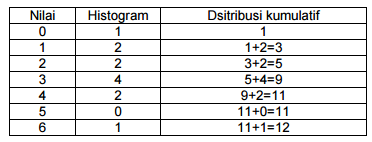 Nilai Histogram Dsitribusi kumulatif
0 1 1
1 2 1+2=3
2 2 3+2=5
3 4 5+4=9
4 2 9+2=11
5 0 11+0=11
6 1 11+1=12